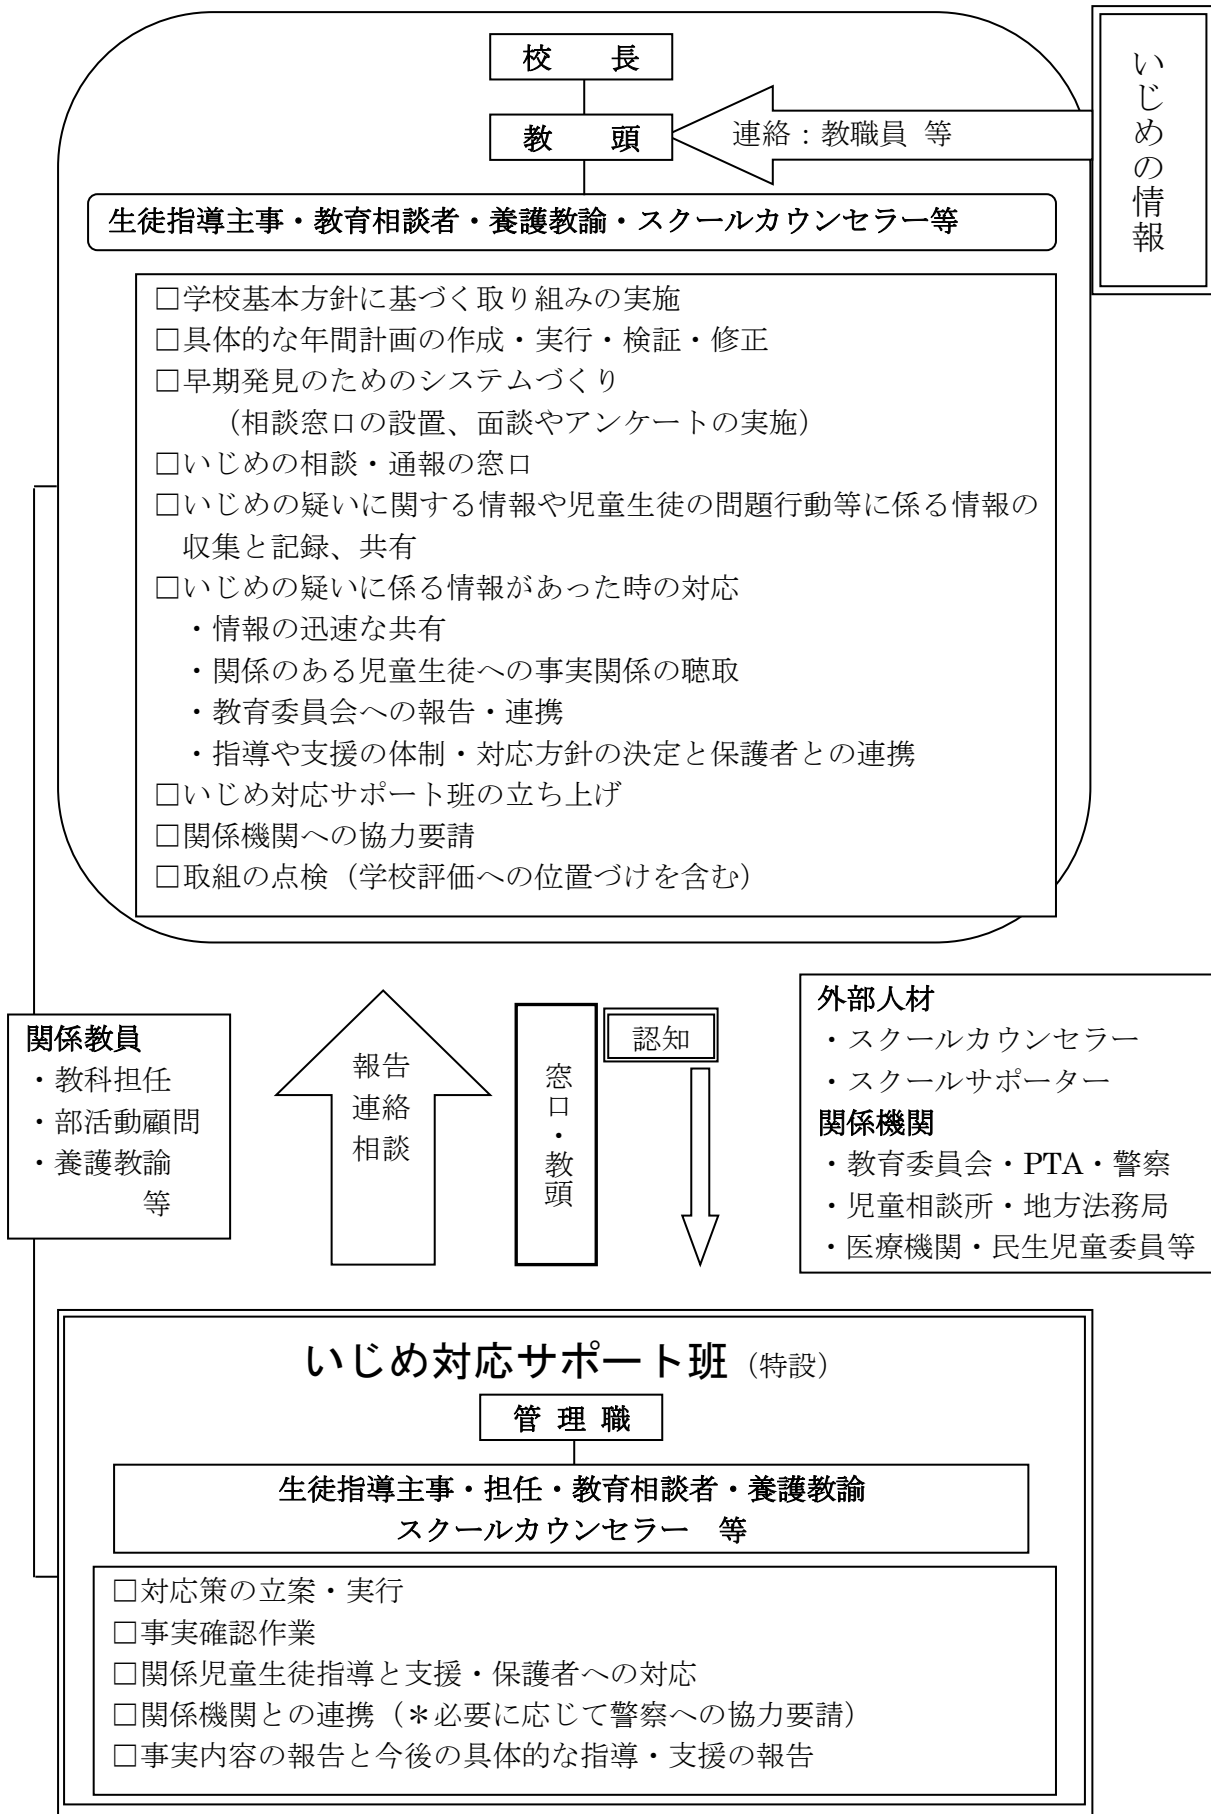 校　長
いじめの情報
教　頭
連絡：教職員 等
生徒指導主事・教育相談者・養護教諭・スクールカウンセラー等
□学校基本方針に基づく取り組みの実施
□具体的な年間計画の作成・実行・検証・修正
□早期発見のためのシステムづくり
（相談窓口の設置、面談やアンケートの実施）
□いじめの相談・通報の窓口
□いじめの疑いに関する情報や児童生徒の問題行動等に係る情報の
収集と記録、共有
□いじめの疑いに係る情報があった時の対応
・情報の迅速な共有
・関係のある児童生徒への事実関係の聴取
・教育委員会への報告・連携
・指導や支援の体制・対応方針の決定と保護者との連携
□いじめ対応サポート班の立ち上げ
□関係機関への協力要請
□取組の点検（学校評価への位置づけを含む）
関係教員
・教科担任
・部活動顧問
・養護教諭
等
報告
連絡
相談
窓口・教頭
認知
外部人材
・スクールカウンセラー
・スクールサポーター
関係機関
・教育委員会・PTA・警察
・児童相談所・地方法務局
・医療機関・民生児童委員等
いじめ対応サポート班（特設）
管 理 職
生徒指導主事・担任・教育相談者・養護教諭
スクールカウンセラー　等
□対応策の立案・実行
□事実確認作業
□関係児童生徒指導と支援・保護者への対応
□関係機関との連携（＊必要に応じて警察への協力要請）
□事実内容の報告と今後の具体的な指導・支援の報告